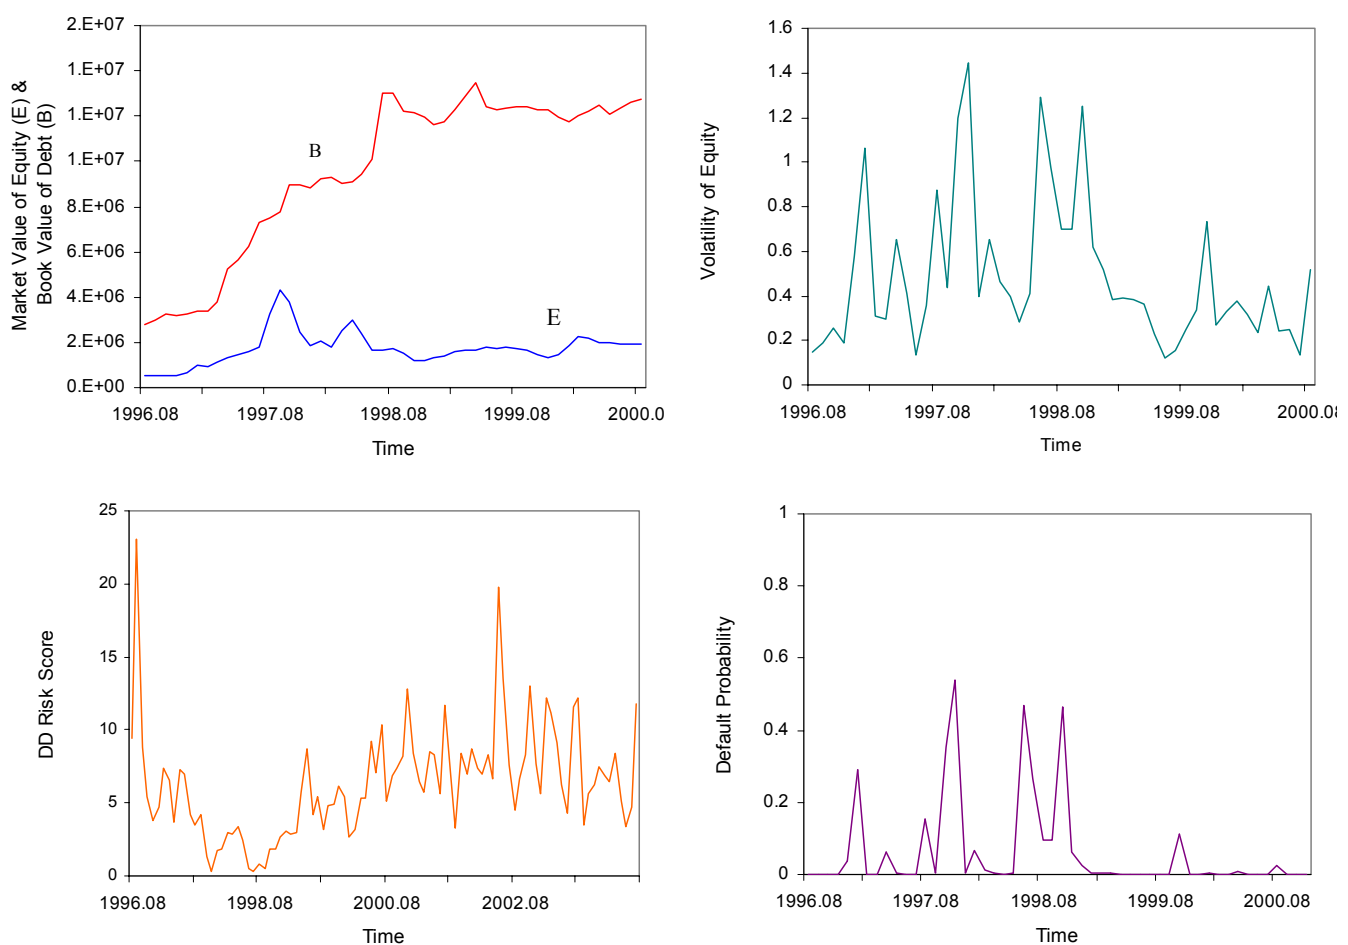 Market Value of Equity (E) &
Book Value of Debt (B)
2.E+07
1.E+07
1.E+07
1.E+07
8.E+06
6.E+06
4.E+06
2.E+06
0.E+00
B
E
1996.08 1997.08 1998.08 1999.08 2000.0
Time
Volatility of Equity
1.6
1.4
1.2
1
0.8
0.6
0.4
0.2
0
1996.08 1997.08 1998.08 1999.08 2000.08
Time
DD Risk Score
25
20
15
10
5
0
1996.08 1998.08 2000.08 2002.08
Time
Default Probability
1
0.8
0.6
0.4
0.2
0
1996.08 1997.08 1998.08 1999.08 2000.08
Time